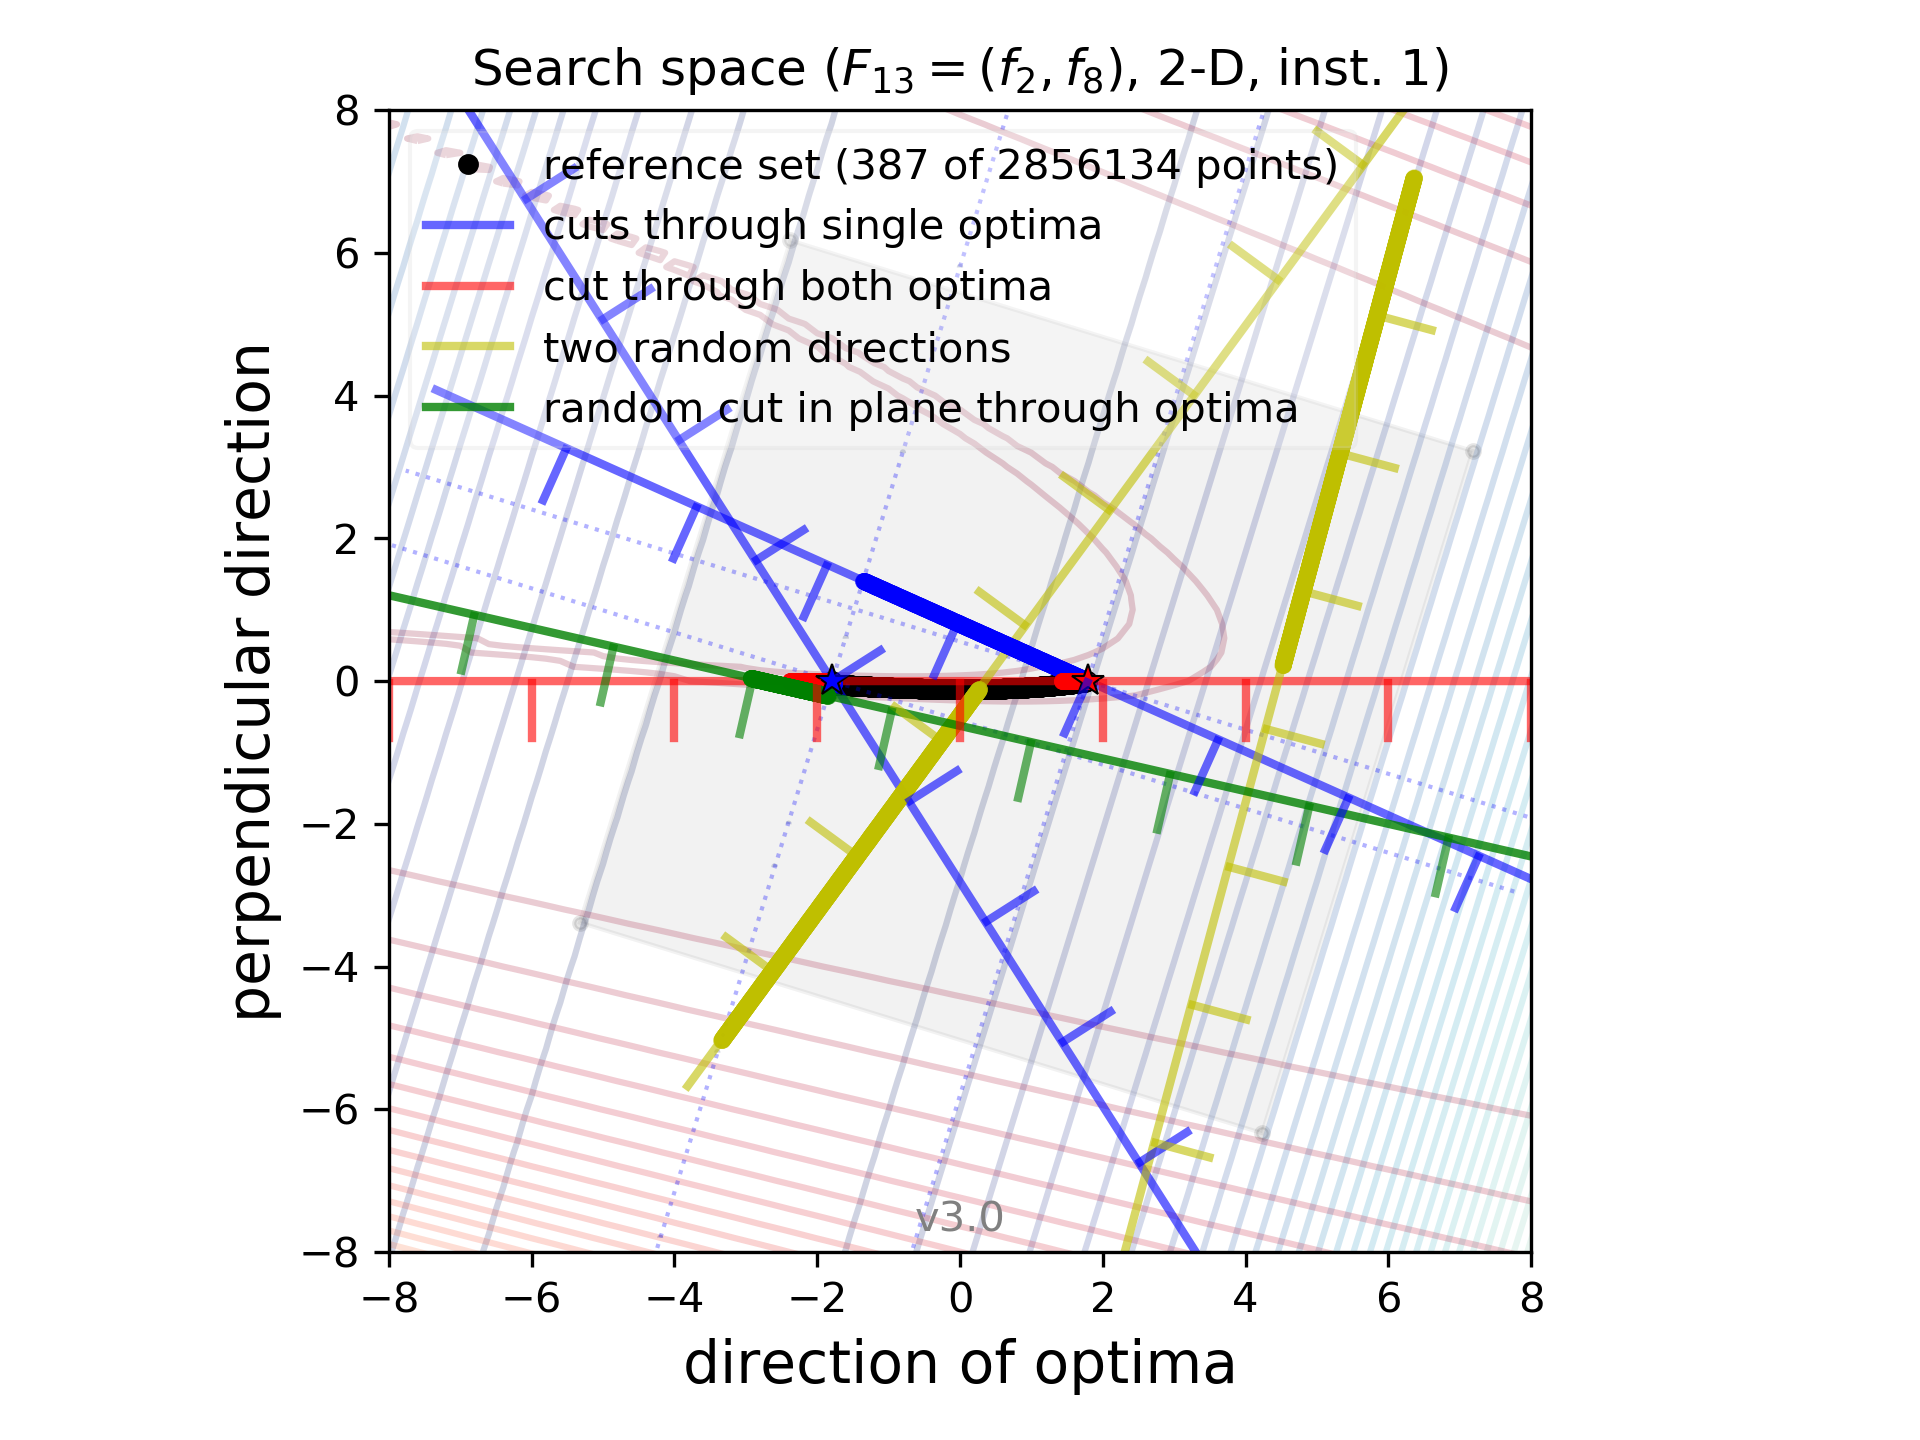 Search space (F13 = (f2, f8), 2-D, inst. 1)
reference set (387 of 2856134 points)
cuts through single optima
cut through both optima
two random directions
random cut in plane through optima
perpendicular direction
8
6
4
2
0
−2
−4
−6
−8
v3.0
−8 −6 −4 −2 0 2 4 6 8
direction of optima